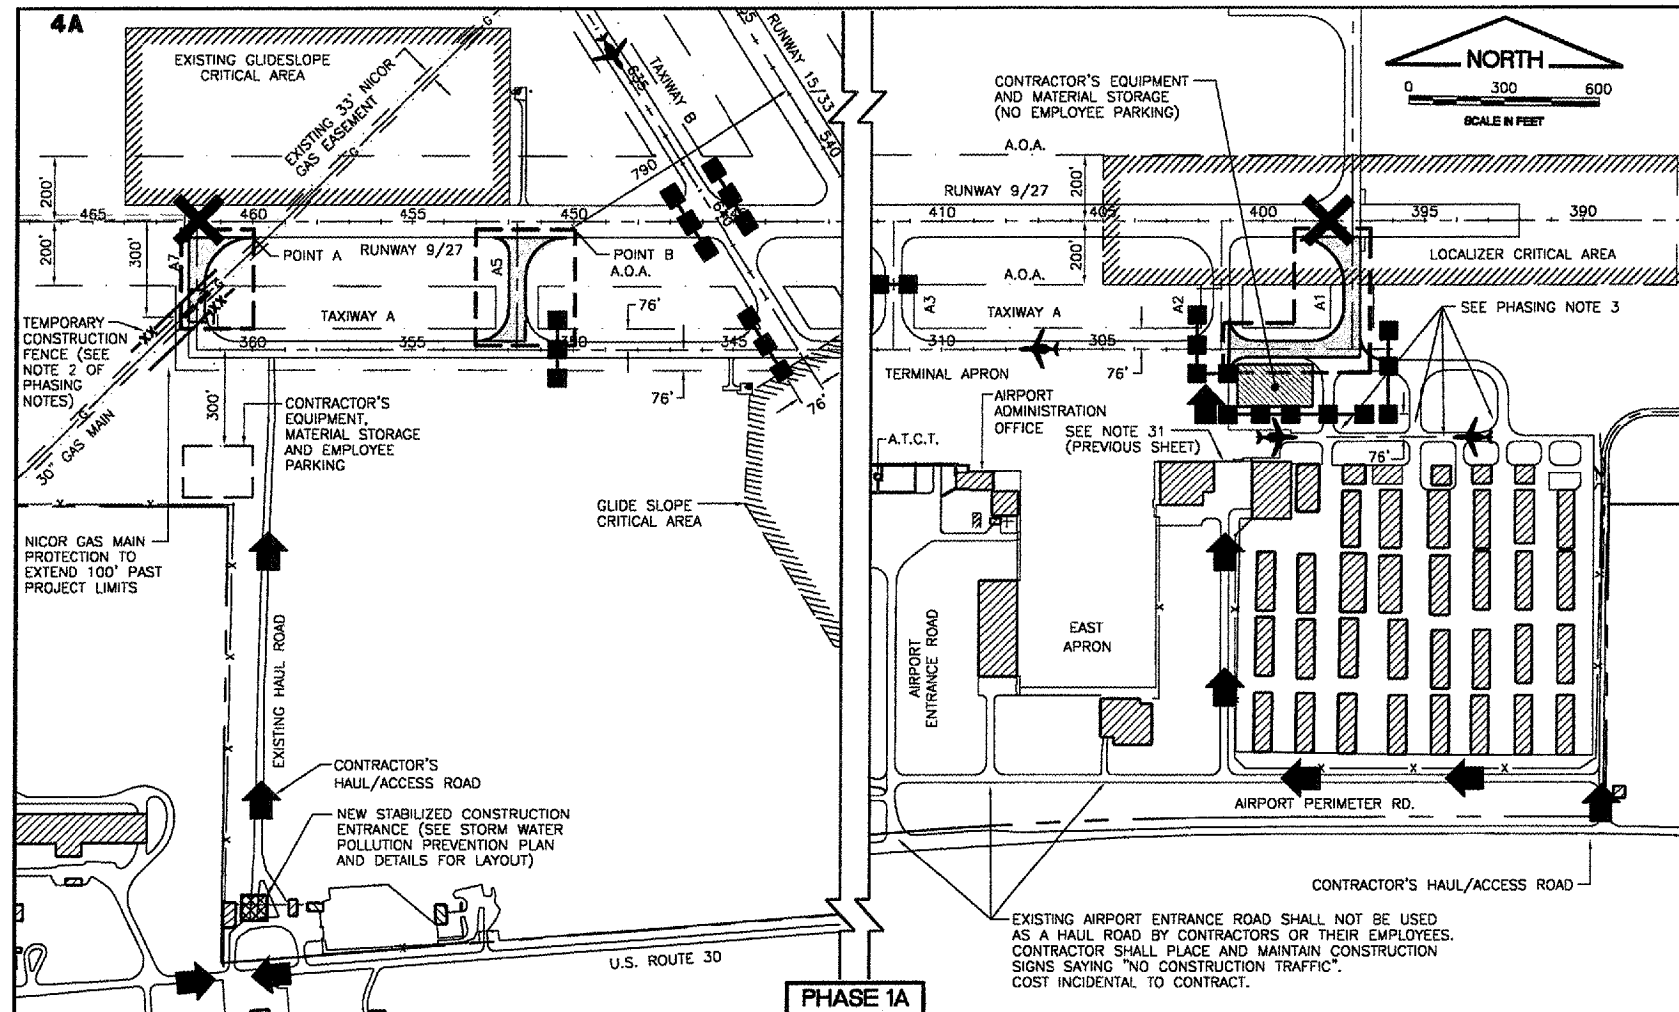 4A
EXISTING GLIDESLOPE
CRITICAL AREA
EXISTING 33' NICOR
GAS EASEMENT
G
G
TAXIWAY B
635
RUNWAY 15/33
540
790
NORTH
0 300 600
SCALE IN FEET
CONTRACTOR'S EQUIPMENT
AND MATERIAL STORAGE
(NO EMPLOYEE PARKING)
A.O.A.
RUNWAY 9/27
200'
200'
465 460 455 450
410 405 400 395 390
200'
200'
300'
A7
POINT A
RUNWAY 9/27
A5
POINT B
A.O.A.
A.O.A.
LOCALIZER CRITICAL AREA
TAXIWAY A
76'
TAXIWAY A
A3
A2
A1
SEE PHASING NOTE 3
TEMPORARY
CONSTRUCTION
FENCE (SEE
NOTE 2 OF
PHASING
NOTES)
XX
XX
G
G
360 355 350 345
310 305
76'
76'
76'
TERMINAL APRON
300'
30" GAS MAIN
CONTRACTOR'S
EQUIPMENT,
MATERIAL STORAGE
AND EMPLOYEE
PARKING
AIRPORT
ADMINISTRATION
OFFICE
SEE NOTE 31
(PREVIOUS SHEET)
76'
A.T.C.T.
GLIDE SLOPE
CRITICAL AREA
NICOR GAS MAIN
PROTECTION TO
EXTEND 100' PAST
PROJECT LIMITS
EXISTING HAUL ROAD
AIRPORT
ENTRANCE ROAD
EAST
APRON
CONTRACTOR'S
HAUL/ACCESS ROAD
NEW STABILIZED CONSTRUCTION
ENTRANCE (SEE STORM WATER
POLLUTION PREVENTION PLAN
AND DETAILS FOR LAYOUT)
AIRPORT PERIMETER RD.
CONTRACTOR'S HAUL/ACCESS ROAD
EXISTING AIRPORT ENTRANCE ROAD SHALL NOT BE USED
AS A HAUL ROAD BY CONTRACTORS OR THEIR EMPLOYEES.
CONTRACTOR SHALL PLACE AND MAINTAIN CONSTRUCTION
SIGNS SAYING "NO CONSTRUCTION TRAFFIC".
COST INCIDENTAL TO CONTRACT.
U.S. ROUTE 30
PHASE 1A